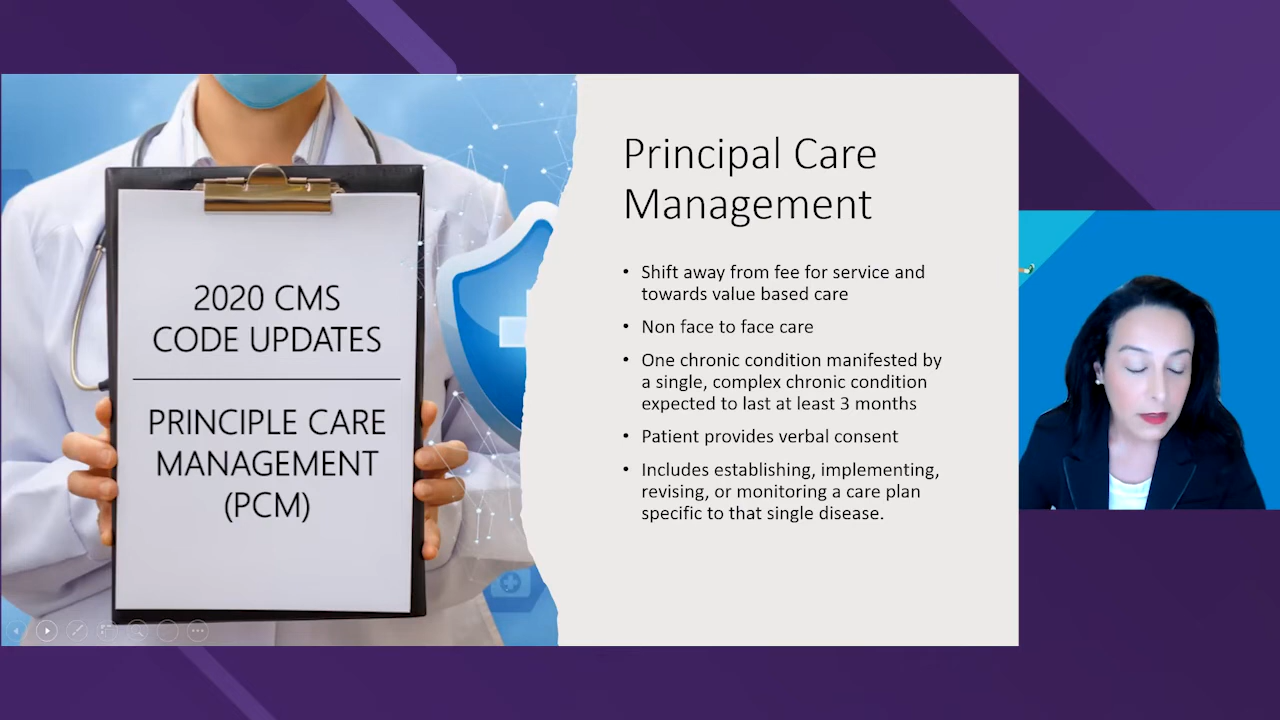 2020 CMS
CODE UPDATES
PRINCIPLE CARE
MANAGEMENT
(PCM)
Principal Care
Management
• Shift away from fee for service and
towards value based care
• Non face to face care
• One chronic condition manifested by
a single, complex chronic condition
expected to last at least 3 months
• Patient provides verbal consent
• Includes establishing, implementing,
revising, or monitoring a care plan
specific to that single disease.